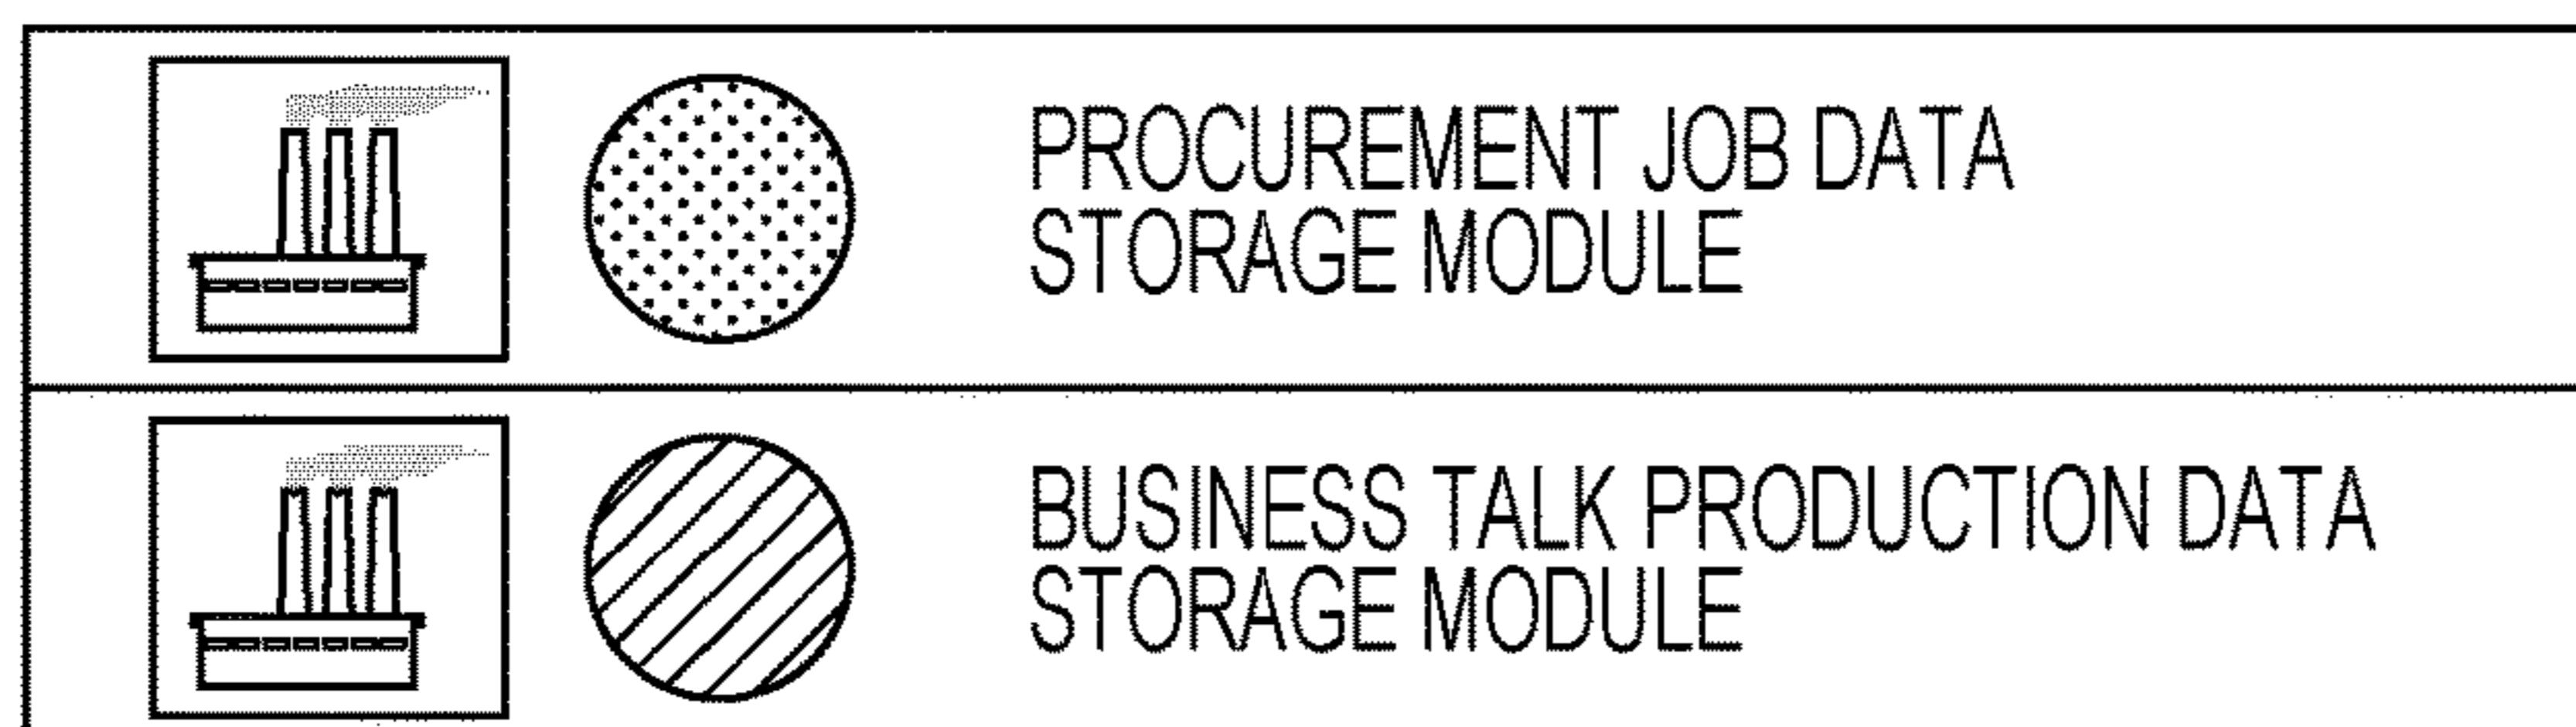 PROCUREMENT JOB DATA
STORAGE MODULE
BUSINESS TALK PRODUCTION DATA
STORAGE MODULE